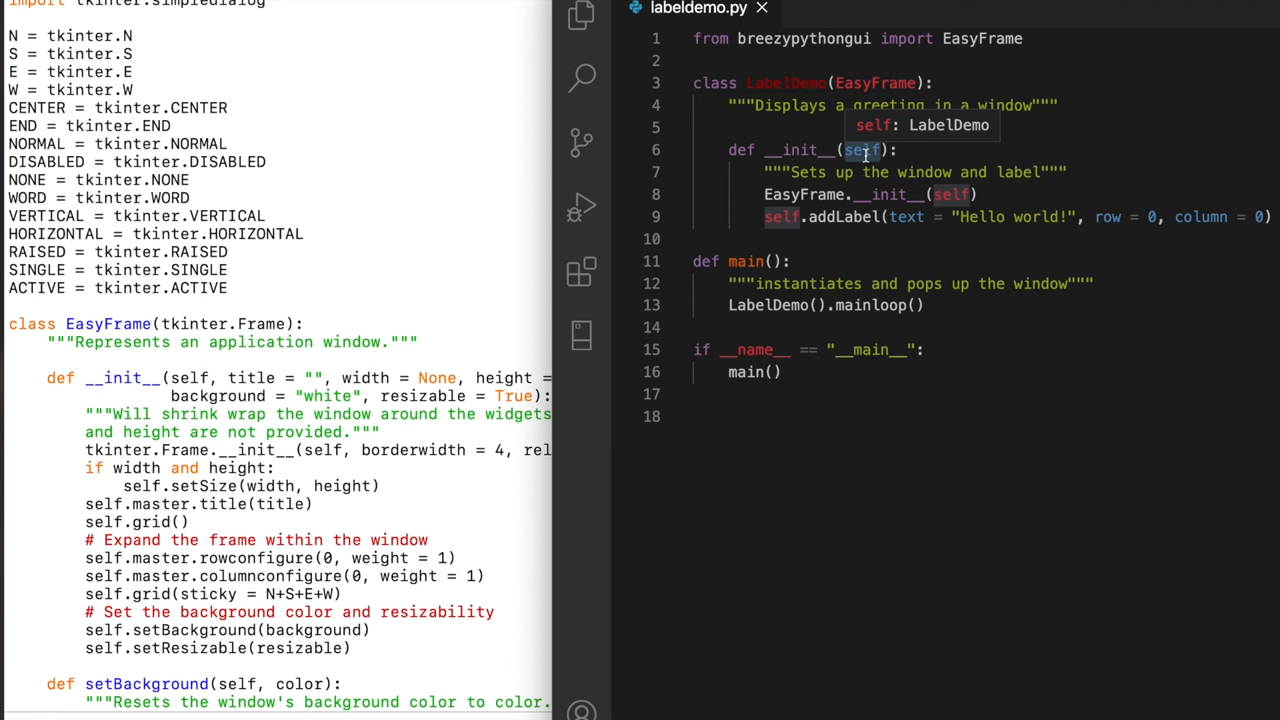 import tkinter.simpledialog
N = tkinter.N
S = tkinter.S
E = tkinter.E
W = tkinter.W
CENTER = tkinter.CENTER
END = tkinter.END
NORMAL = tkinter.NORMAL
DISABLED = tkinter.DISABLED
NONE = tkinter.NONE
WORD = tkinter.WORD
VERTICAL = tkinter.VERTICAL
HORIZONTAL = tkinter.HORIZONTAL
RAISED = tkinter.RAISED
SINGLE = tkinter.SINGLE
ACTIVE = tkinter.ACTIVE
class EasyFrame(tkinter.Frame):
"""Represents an application window."""
def __init__(self, title = "", width = None, height =
background = "white", resizable = True):
"""Will shrink wrap the window around the widgets
and height are not provided."""
tkinter.Frame.__init__(self, borderwidth = 4, rel
if width and height:
self.setSize(width, height)
self.master.title(title)
self.grid()
# Expand the frame within the window
self.master.rowconfigure(0, weight = 1)
self.master.columnconfigure(0, weight = 1)
self.grid(sticky = N+S+E+W)
# Set the background color and resizability
self.setBackground(background)
self.setResizable(resizable)
def setBackground(self, color):
"""Resets the window's background color to color.
labeldemo.py
1 from breezypythongui import EasyFrame
2
3 class LabelDemo(EasyFrame):
4 """Displays a greeting in a window"""
self: LabelDemo
5
6 def __init__(self):
7 """Sets up the window and label"""
8 EasyFrame.__init__(self)
9 self.addLabel(text = "Hello world!", row = 0, column = 0)
10
11 def main():
12 """instantiates and pops up the window"""
13 LabelDemo().mainloop()
14
15 if __name__ == "__main__":
16 main()
17
18